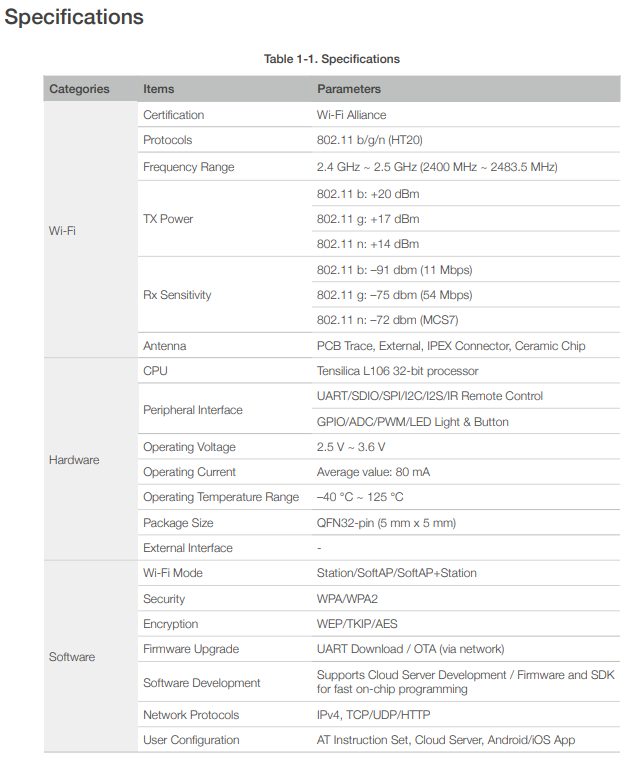 Specifications
Table 1-1. Specifications
Categories Items Parameters
Wi-Fi
Certification Wi-Fi Alliance
Protocols 802.11 b/g/n (HT20)
Frequency Range 2.4 GHz ~ 2.5 GHz (2400 MHz ~ 2483.5 MHz)
TX Power
802.11 b: +20 dBm
802.11 g: +17 dBm
802.11 n: +14 dBm
Rx Sensitivity
802.11 b: –91 dbm (11 Mbps)
802.11 g: –75 dbm (54 Mbps)
802.11 n: –72 dbm (MCS7)
Antenna PCB Trace, External, IPEX Connector, Ceramic Chip
Hardware
CPU Tensilica L106 32-bit processor
Peripheral Interface
UART/SDIO/SPI/I2C/I2S/IR Remote Control
GPIO/ADC/PWM/LED Light & Button
Operating Voltage 2.5 V ~ 3.6 V
Operating Current Average value: 80 mA
Operating Temperature Range –40 °C ~ 125 °C
Package Size QFN32-pin (5 mm x 5 mm)
External Interface -
Software
Wi-Fi Mode Station/SoftAP/SoftAP+Station
Security WPA/WPA2
Encryption WEP/TKIP/AES
Firmware Upgrade UART Download / OTA (via network)
Software Development
Supports Cloud Server Development / Firmware and SDK
for fast on-chip programming
Network Protocols IPv4, TCP/UDP/HTTP
User Configuration AT Instruction Set, Cloud Server, Android/iOS App